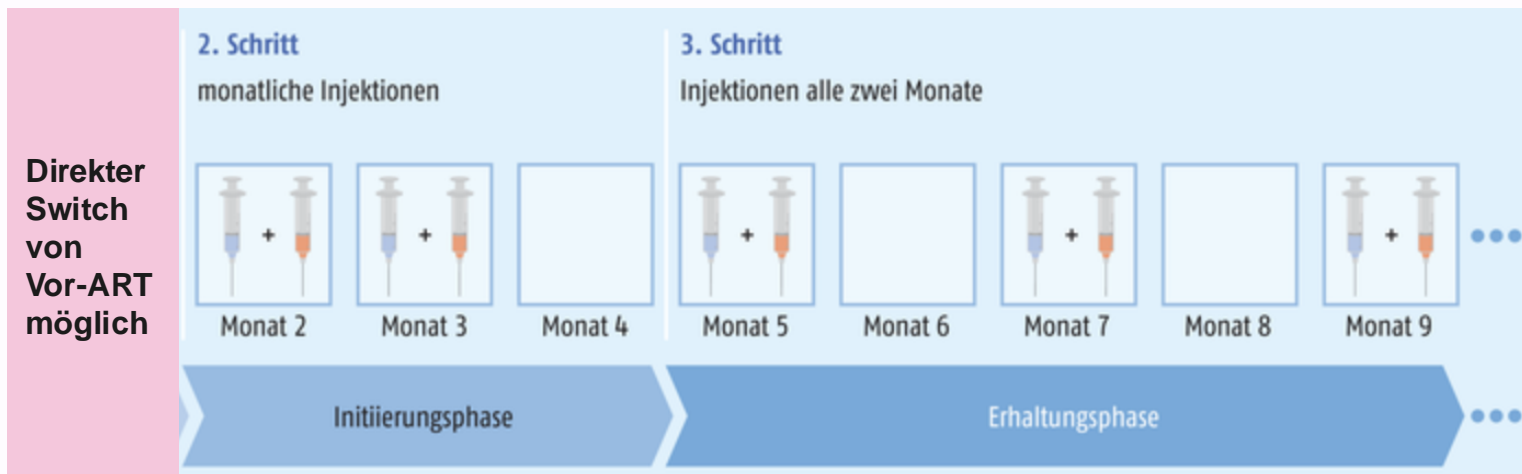 Direkter
Switch
von
Vor-ART
möglich
2. Schritt
monatliche Injektionen
3. Schritt
Injektionen alle zwei Monate
+ + + + +
Monat 2 Monat 3 Monat 4 Monat 5 Monat 6 Monat 7 Monat 8 Monat 9
Initiierungsphase
Erhaltungsphase